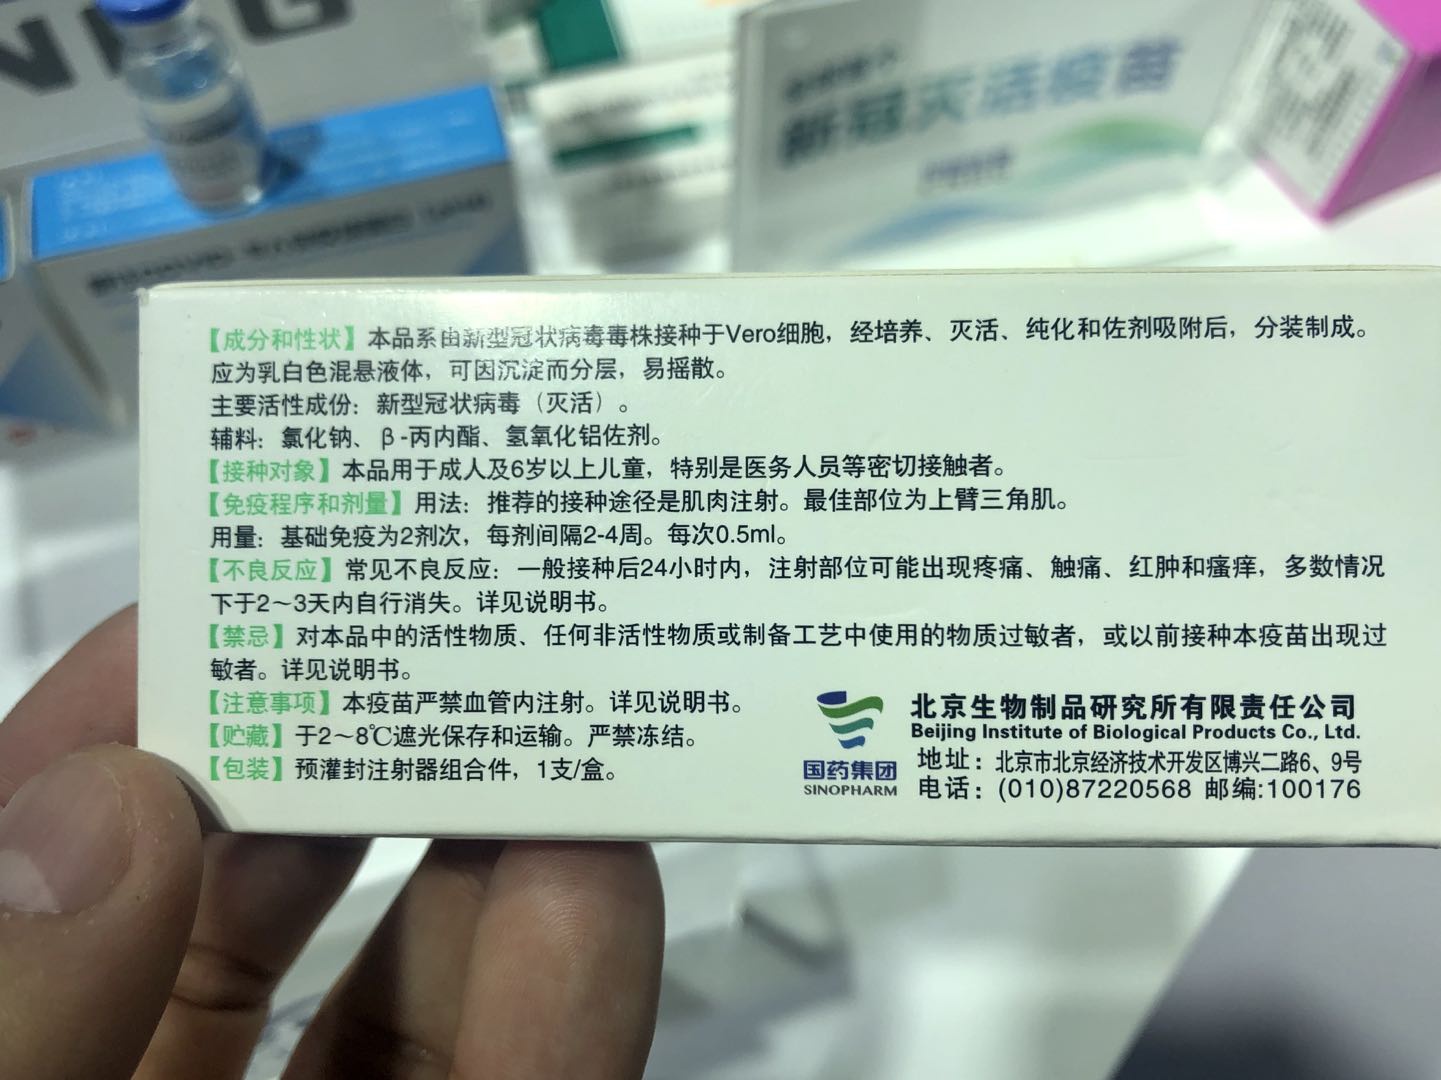 NFG
新冠灭活疫苗
【成分和性状】本品系由新型冠状病毒毒株接种于Vero细胞，经培养、灭活、纯化和佐剂吸附后，分装制成。
应为乳白色混悬液体，可因沉淀而分层，易摇散。
主要活性成份：新型冠状病毒（灭活）。
辅料：氯化钠、β-丙内酯、氢氧化铝佐剂。
【接种对象】本品用于成人及6岁以上儿童，特别是医务人员等密切接触者。
【免疫程序和剂量】用法：推荐的接种途径是肌肉注射。最佳部位为上臂三角肌。
用量：基础免疫为2剂次，每剂间隔2-4周。每次0.5ml。
【不良反应】常见不良反应：一般接种后24小时内，注射部位可能出现疼痛、触痛、红肿和瘙痒，多数情况
下于2～3天内自行消失。详见说明书。
【禁忌】对本品中的活性物质、任何非活性物质或制备工艺中使用的物质过敏者，或以前接种本疫苗出现过
敏者。详见说明书。
【注意事项】本疫苗严禁血管内注射。详见说明书。
【贮藏】于2～8℃遮光保存和运输。严禁冻结。
【包装】预灌封注射器组合件，1支/盒。
国药集团
SINOPHARM
北京生物制品研究所有限责任公司
Beijing Institute of Biological Products Co., Ltd.
地址：北京市北京经济技术开发区博兴二路6、9号
电话：(010)87220568 邮编:100176